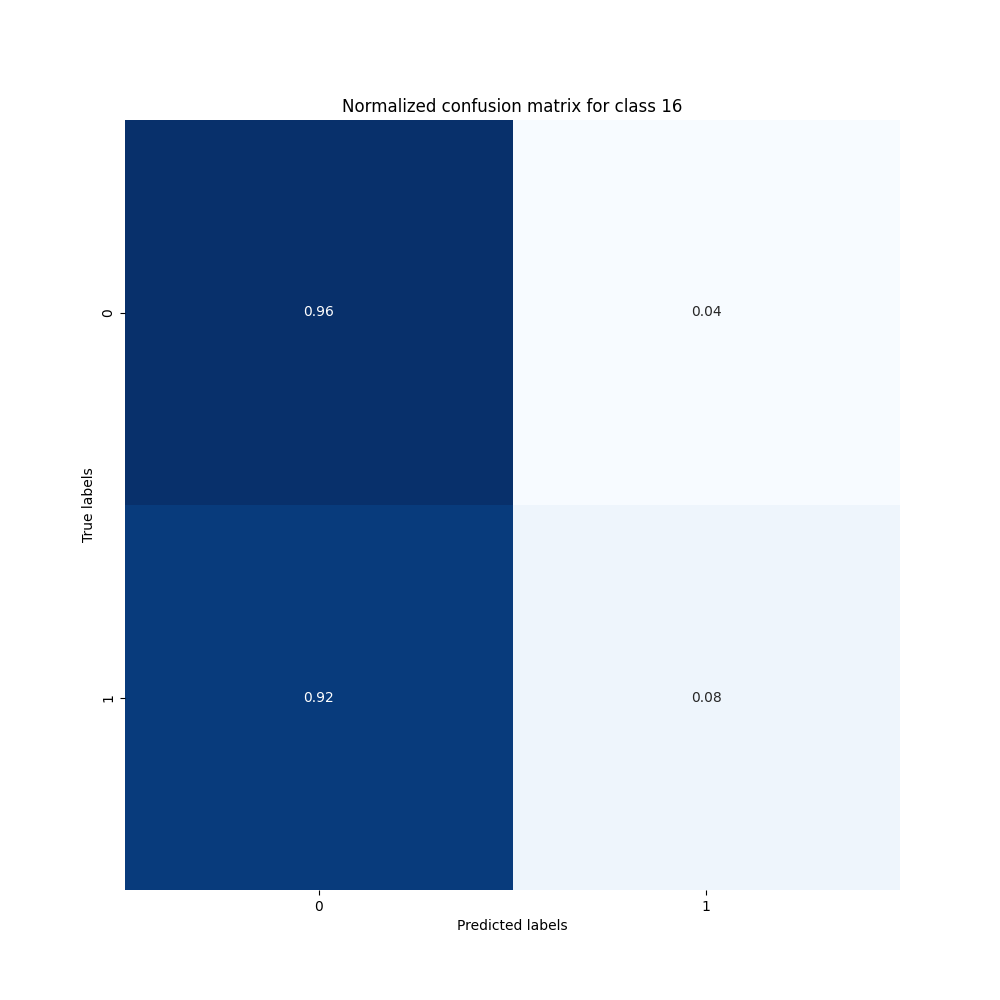 Normalized confusion matrix for class 16
0
0.96
0.04
True labels
1
0.92
0.08
0
1
Predicted labels